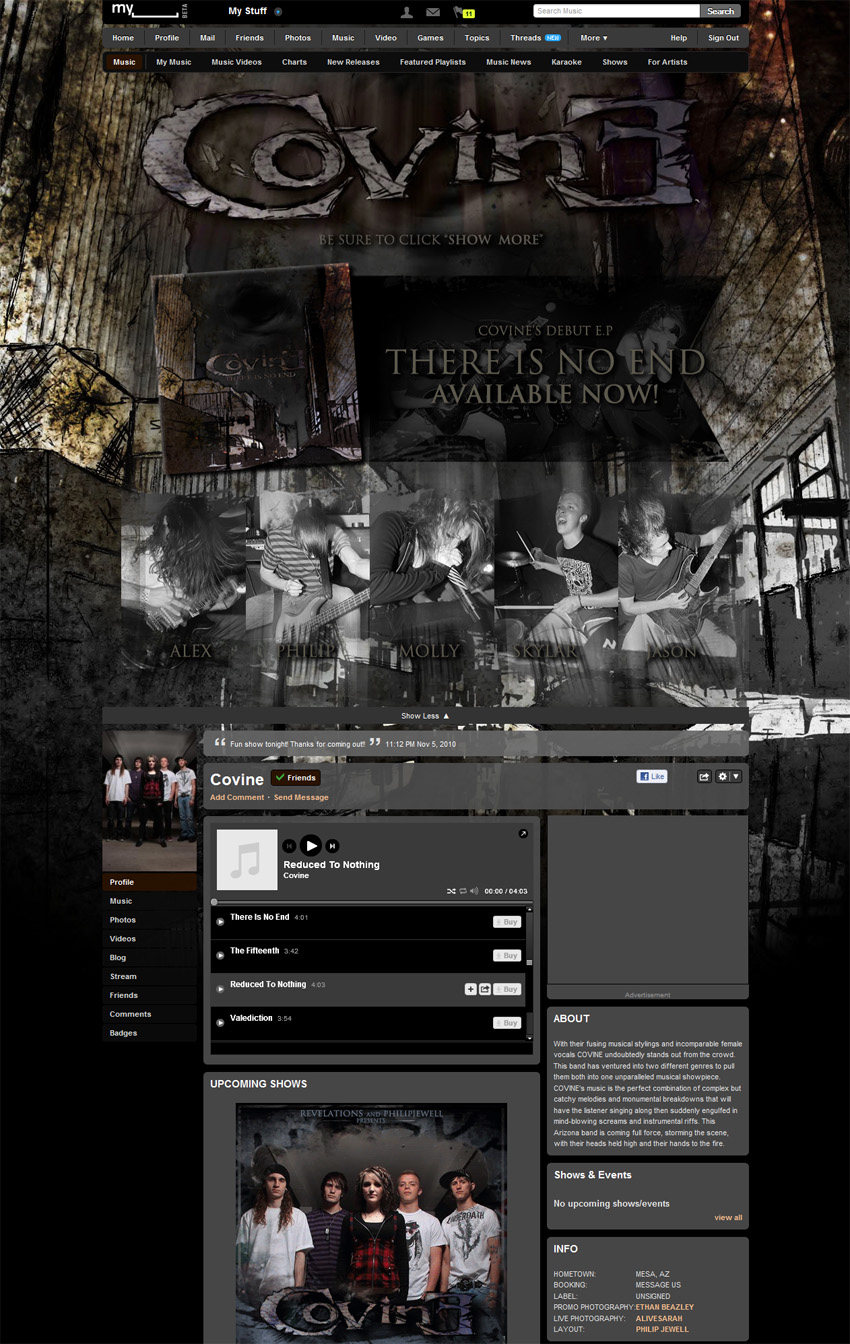 my BETA
My Stuff
11
Search Music
Search
Home Profile Mail Friends Photos Music Video Games Topics Threads NEW More ▾ Help Sign Out
Music My Music Music Videos Charts New Releases Featured Playlists Music News Karaoke Shows For Artists
COVINE
BE SURE TO CLICK "SHOW MORE"
COVINE
THERE IS NO END
COVINE'S DEBUT E.P
THERE IS NO END
AVAILABLE NOW!
ALEX PHILIP MOLLY SKYLAR JASON
Show Less ▲
“ Fun show tonight! Thanks for coming out! ” 11:12 PM Nov 5, 2010
Covine Friends
Like
Add Comment · Send Message
Profile
Music
Photos
Videos
Blog
Stream
Friends
Comments
Badges
Reduced To Nothing
Covine
00:00 / 04:03
There Is No End 4:01 Buy
The Fifteenth 3:42 Buy
Reduced To Nothing 4:03 + Buy
Valediction 3:54 Buy
UPCOMING SHOWS
REVELATIONS AND PHILIPJEWELL
PRESENTS
UNDEROATH
COVINE
Advertisement
ABOUT
With their fusing musical stylings and incomparable female
vocals COVINE undoubtedly stands out from the crowd.
This band has ventured into two different genres to pull
them both into one unparalleled musical showpiece.
COVINE's music is the perfect combination of complex but
catchy melodies and monumental breakdowns that will
have the listener singing along then suddenly engulfed in
mind-blowing screams and instrumental riffs. This
Arizona band is coming full force, storming the scene,
with their heads held high and their hands to the fire.
Shows & Events
No upcoming shows/events
view all
INFO
HOMETOWN: MESA, AZ
BOOKING: MESSAGE US
LABEL: UNSIGNED
PROMO PHOTOGRAPHY:ETHAN BEAZLEY
LIVE PHOTOGRAPHY: ALIVESARAH
LAYOUT: PHILIP JEWELL